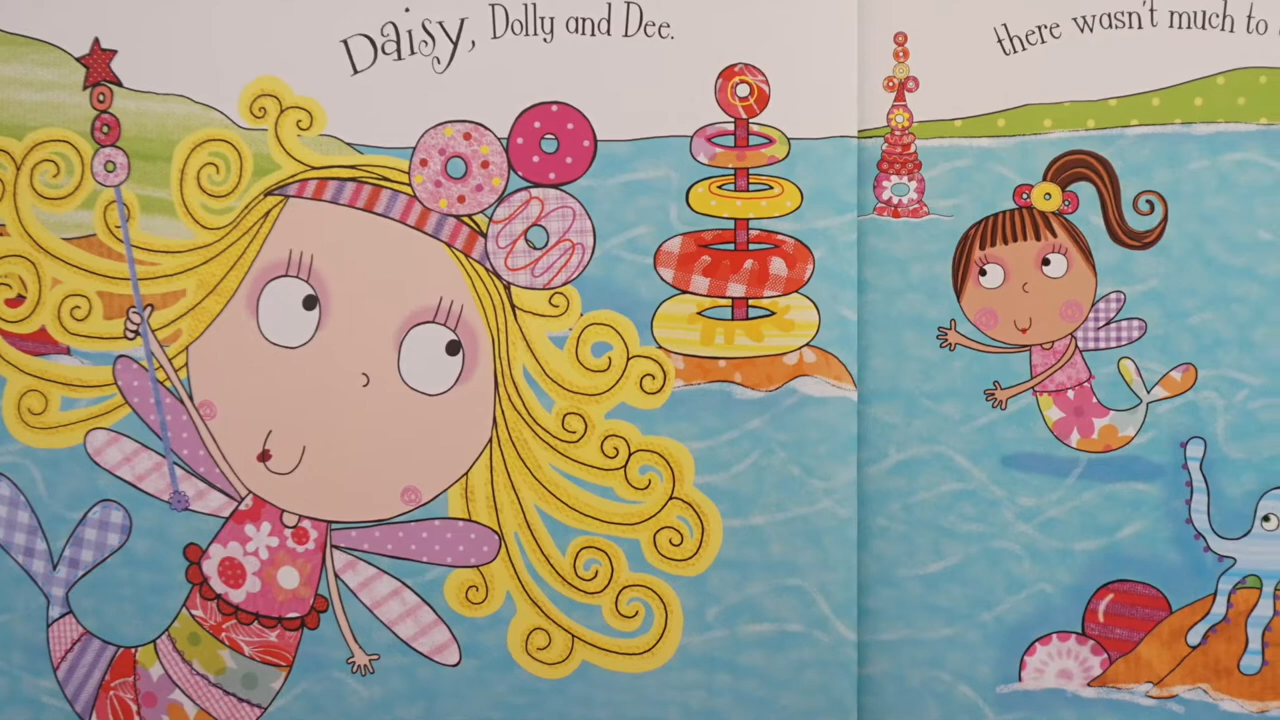 Daisy, Dolly and Dee.
there wasn't much to